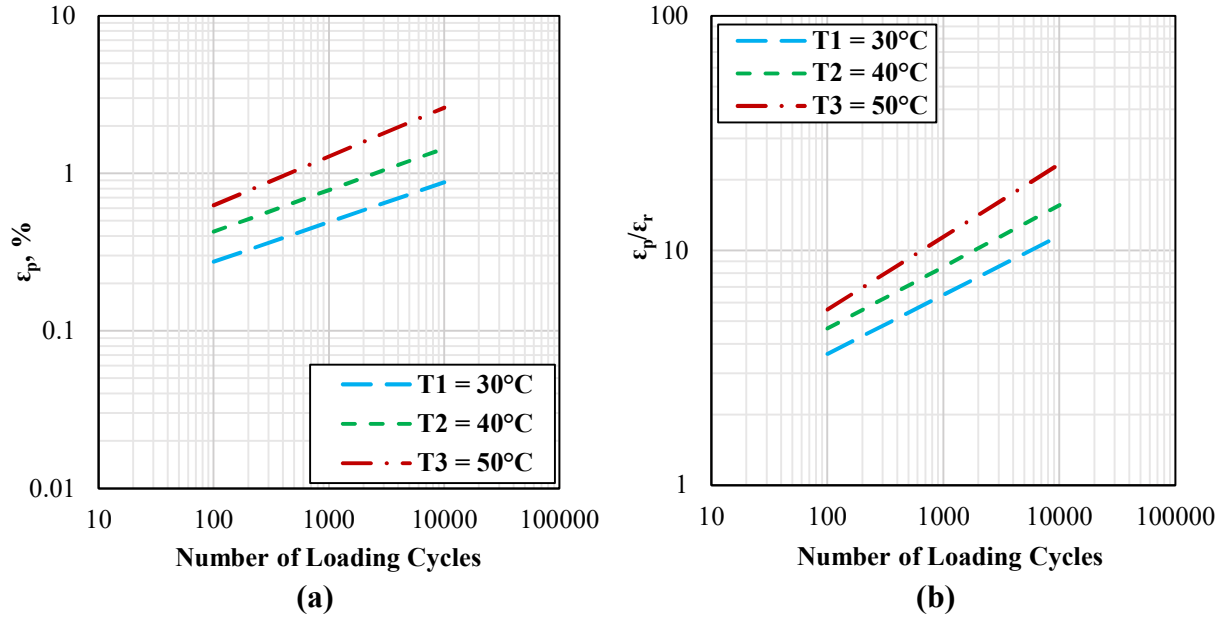 10
1
0.1
0.01
εp, %
T1 = 30°C
T2 = 40°C
T3 = 50°C
10 100 1000 10000 100000
Number of Loading Cycles
(a)
100
10
1
εp/εr
T1 = 30°C
T2 = 40°C
T3 = 50°C
10 100 1000 10000 100000
Number of Loading Cycles
(b)